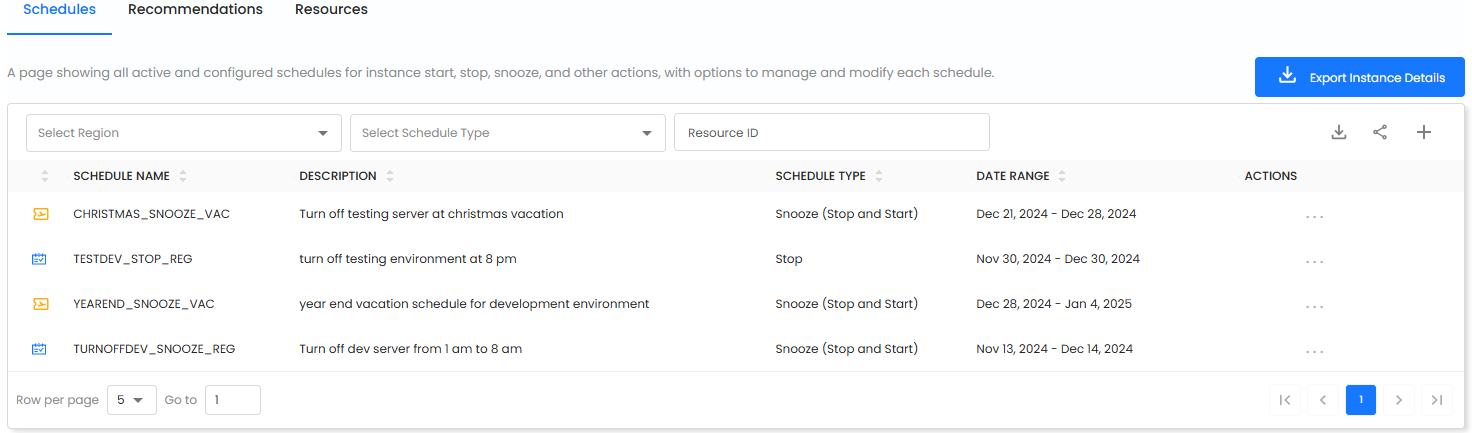 Schedules Recommendations Resources
A page showing all active and configured schedules for instance start, stop, snooze, and other actions, with options to manage and modify each schedule.
Export Instance Details
Select Region Select Schedule Type Resource ID
SCHEDULE NAME DESCRIPTION SCHEDULE TYPE DATE RANGE ACTIONS
CHRISTMAS_SNOOZE_VAC Turn off testing server at christmas vacation Snooze (Stop and Start) Dec 21, 2024 - Dec 28, 2024 ...
TESTDEV_STOP_REG turn off testing environment at 8 pm Stop Nov 30, 2024 - Dec 30, 2024 ...
YEAREND_SNOOZE_VAC year end vacation schedule for development environment Snooze (Stop and Start) Dec 28, 2024 - Jan 4, 2025 ...
TURNOFFDEV_SNOOZE_REG Turn off dev server from 1 am to 8 am Snooze (Stop and Start) Nov 13, 2024 - Dec 14, 2024 ...
Row per page 5 Go to 1 1